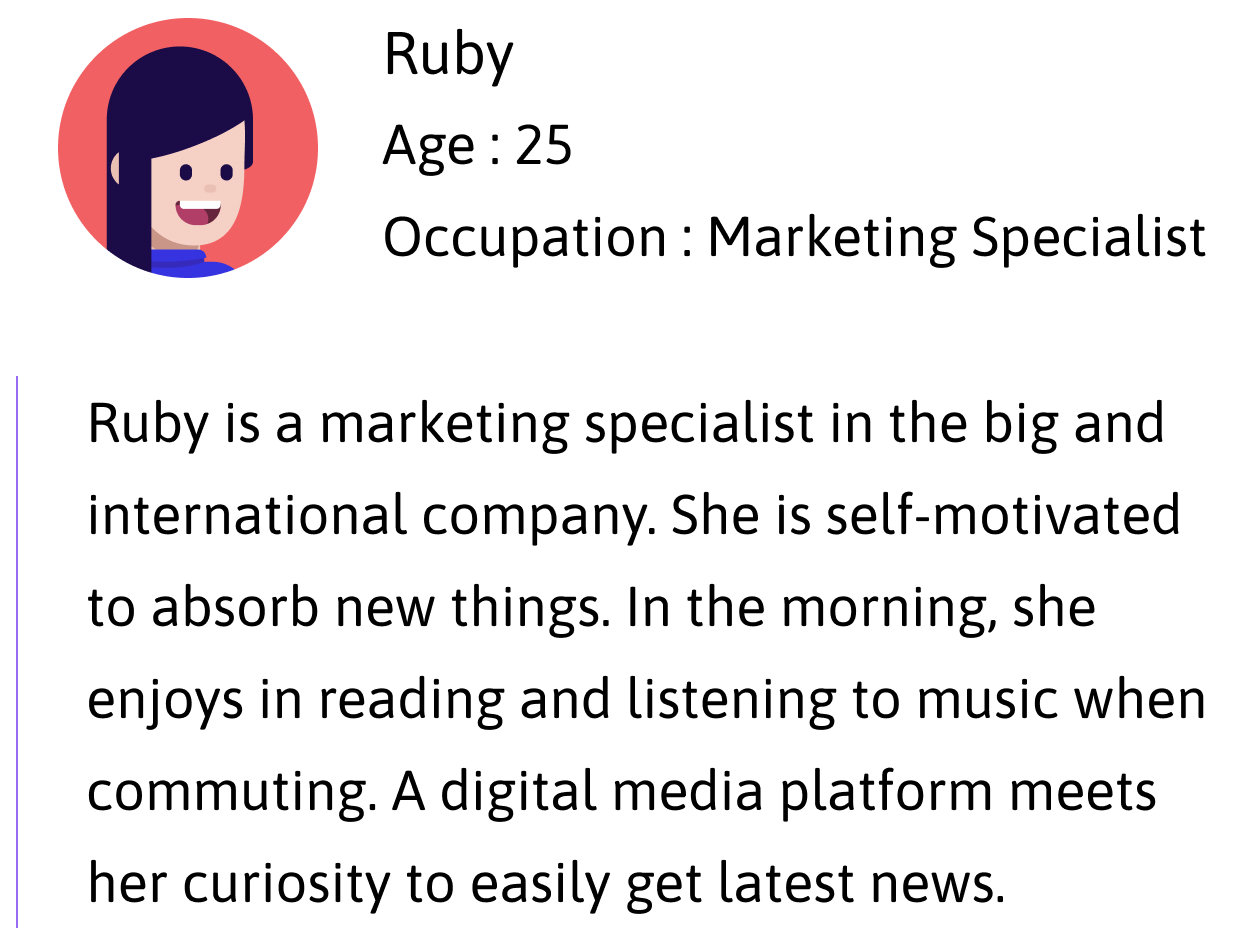 Ruby
Age : 25
Occupation : Marketing Specialist
Ruby is a marketing specialist in the big and
international company. She is self-motivated
to absorb new things. In the morning, she
enjoys in reading and listening to music when
commuting. A digital media platform meets
her curiosity to easily get latest news.